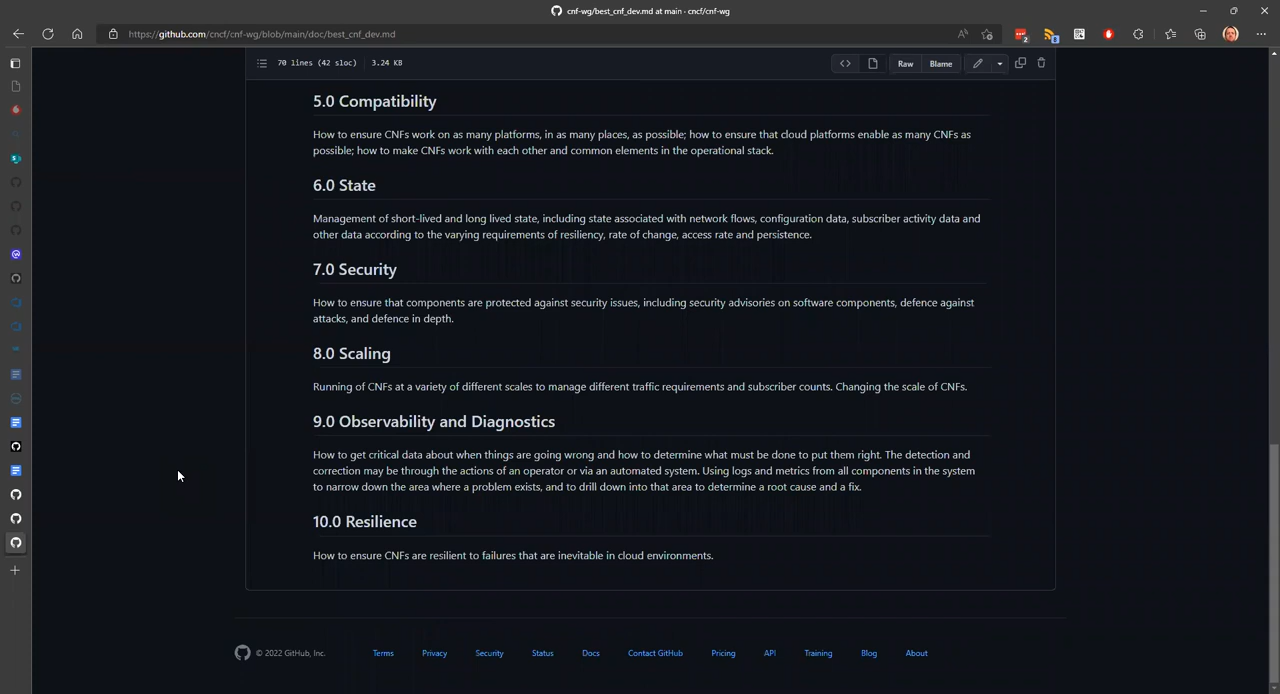 cnf-wg/best_cnf_dev.md at main · cncf/cnf-wg
https://github.com/cncf/cnf-wg/blob/main/doc/best_cnf_dev.md
70 lines (42 sloc) 3.24 KB
Raw Blame
5.0 Compatibility
How to ensure CNFs work on as many platforms, in as many places, as possible; how to ensure that cloud platforms enable as many CNFs as
possible; how to make CNFs work with each other and common elements in the operational stack.
6.0 State
Management of short-lived and long lived state, including state associated with network flows, configuration data, subscriber activity data and
other data according to the varying requirements of resiliency, rate of change, access rate and persistence.
7.0 Security
How to ensure that components are protected against security issues, including security advisories on software components, defence against
attacks, and defence in depth.
8.0 Scaling
Running of CNFs at a variety of different scales to manage different traffic requirements and subscriber counts. Changing the scale of CNFs.
9.0 Observability and Diagnostics
How to get critical data about when things are going wrong and how to determine what must be done to put them right. The detection and
correction may be through the actions of an operator or via an automated system. Using logs and metrics from all components in the system
to narrow down the area where a problem exists, and to drill down into that area to determine a root cause and a fix.
10.0 Resilience
How to ensure CNFs are resilient to failures that are inevitable in cloud environments.
© 2022 GitHub, Inc. Terms Privacy Security Status Docs Contact GitHub Pricing API Training Blog About